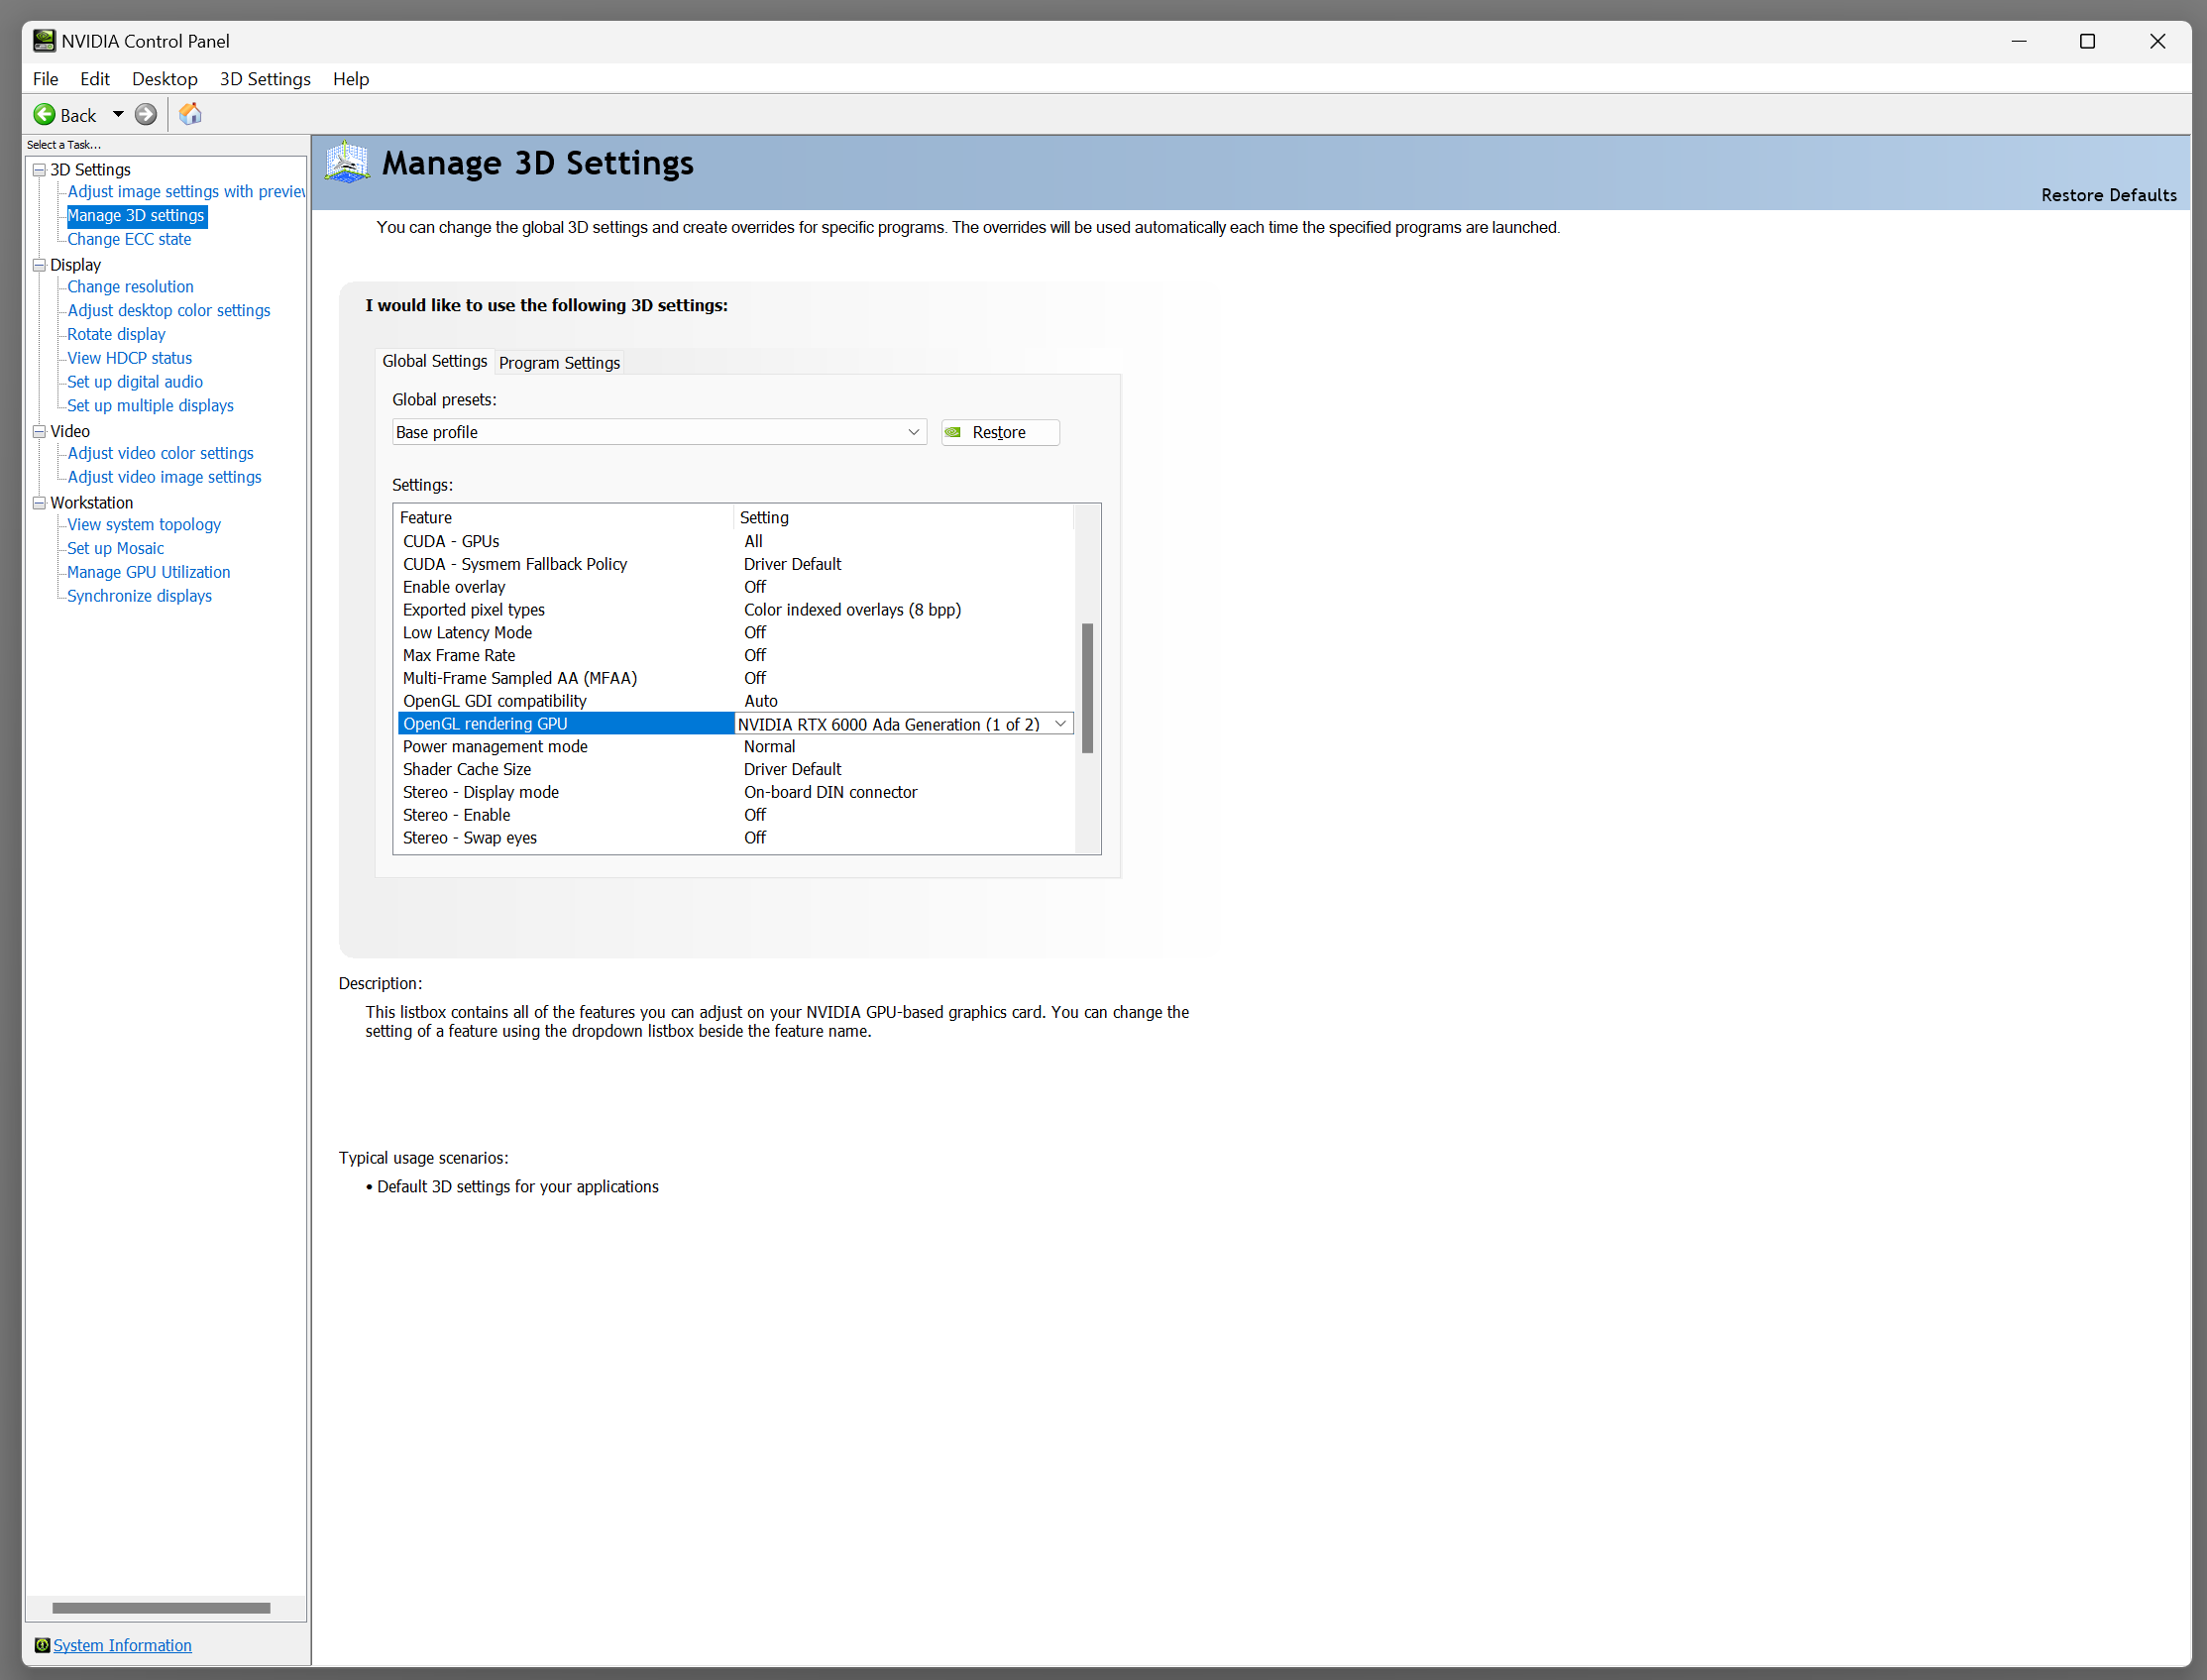 NVIDIA Control Panel
File Edit Desktop 3D Settings Help
Back
Select a Task...
3D Settings
Adjust image settings with preview
Manage 3D settings
Change ECC state
Display
Change resolution
Adjust desktop color settings
Rotate display
View HDCP status
Set up digital audio
Set up multiple displays
Video
Adjust video color settings
Adjust video image settings
Workstation
View system topology
Set up Mosaic
Manage GPU Utilization
Synchronize displays
System Information
Manage 3D Settings
Restore Defaults
You can change the global 3D settings and create overrides for specific programs. The overrides will be used automatically each time the specified programs are launched.
I would like to use the following 3D settings:
Global Settings Program Settings
Global presets:
Base profile Restore
Settings:
Feature Setting
CUDA - GPUs All
CUDA - Sysmem Fallback Policy Driver Default
Enable overlay Off
Exported pixel types Color indexed overlays (8 bpp)
Low Latency Mode Off
Max Frame Rate Off
Multi-Frame Sampled AA (MFAA) Off
OpenGL GDI compatibility Auto
OpenGL rendering GPU NVIDIA RTX 6000 Ada Generation (1 of 2)
Power management mode Normal
Shader Cache Size Driver Default
Stereo - Display mode On-board DIN connector
Stereo - Enable Off
Stereo - Swap eyes Off
Description:
This listbox contains all of the features you can adjust on your NVIDIA GPU-based graphics card. You can change the
setting of a feature using the dropdown listbox beside the feature name.
Typical usage scenarios:
• Default 3D settings for your applications